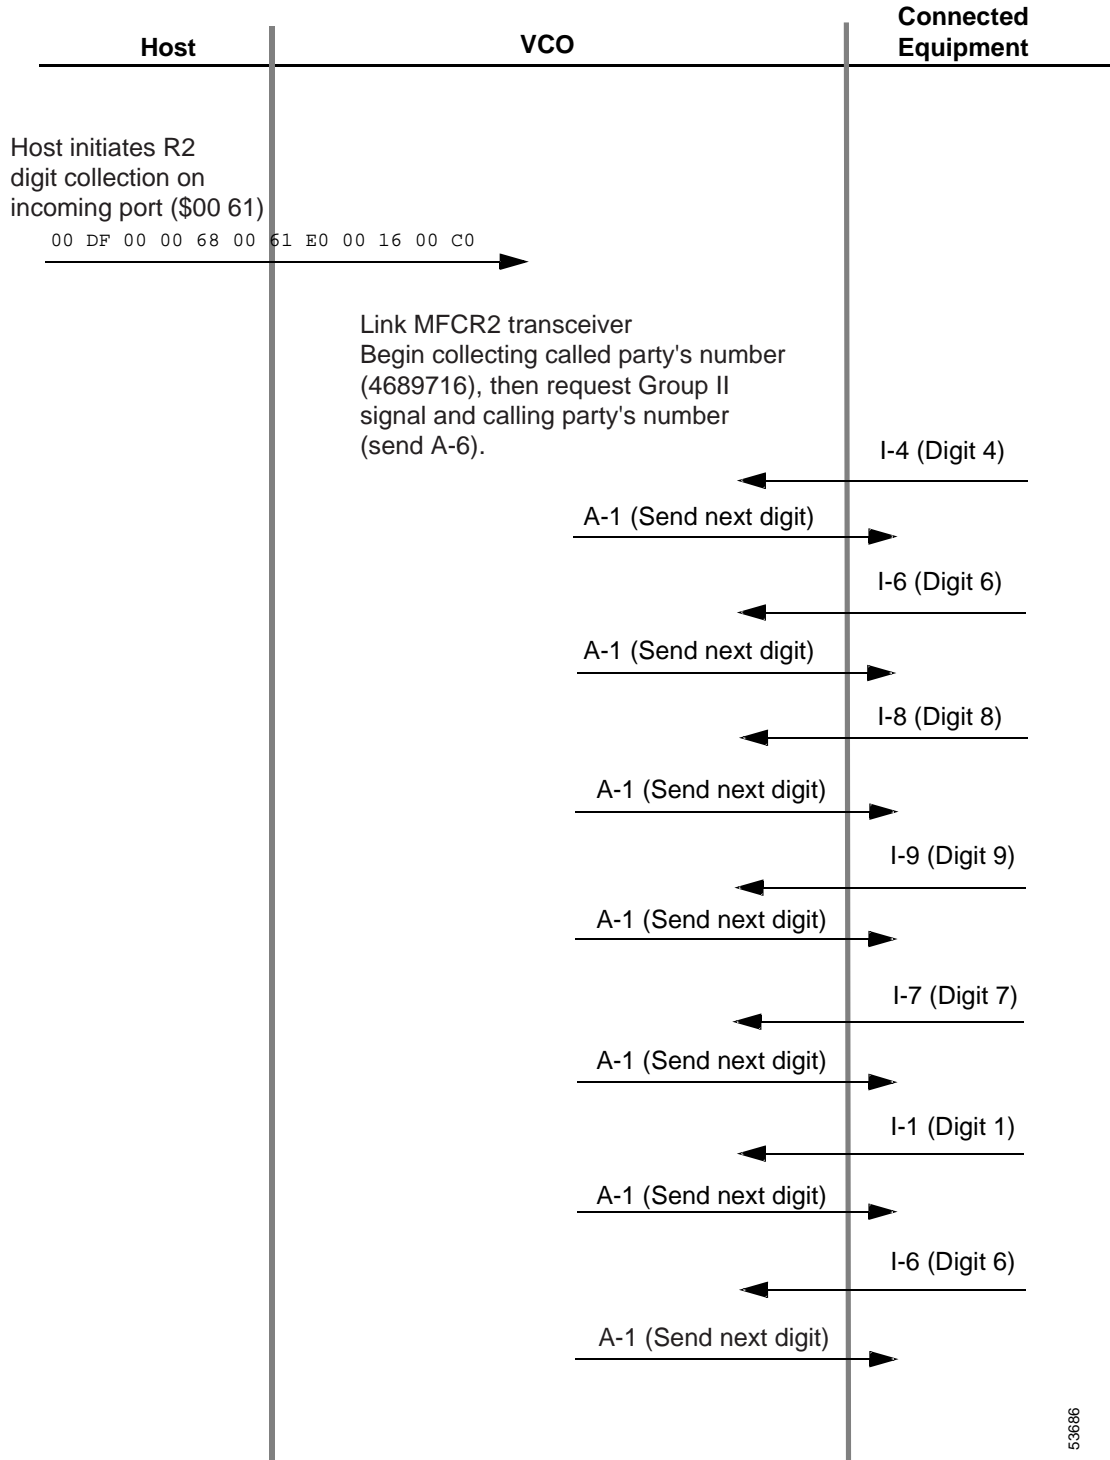 Host
VCO
Connected
Equipment
Host initiates R2
digit collection on
incoming port ($00 61)
00 DF 00 00 68 00 61 E0 00 16 00 C0
Link MFCR2 transceiver
Begin collecting called party's number
(4689716), then request Group II
signal and calling party's number
(send A-6).
I-4 (Digit 4)
A-1 (Send next digit)
I-6 (Digit 6)
A-1 (Send next digit)
I-8 (Digit 8)
A-1 (Send next digit)
I-9 (Digit 9)
A-1 (Send next digit)
I-7 (Digit 7)
A-1 (Send next digit)
I-1 (Digit 1)
A-1 (Send next digit)
I-6 (Digit 6)
A-1 (Send next digit)
53686